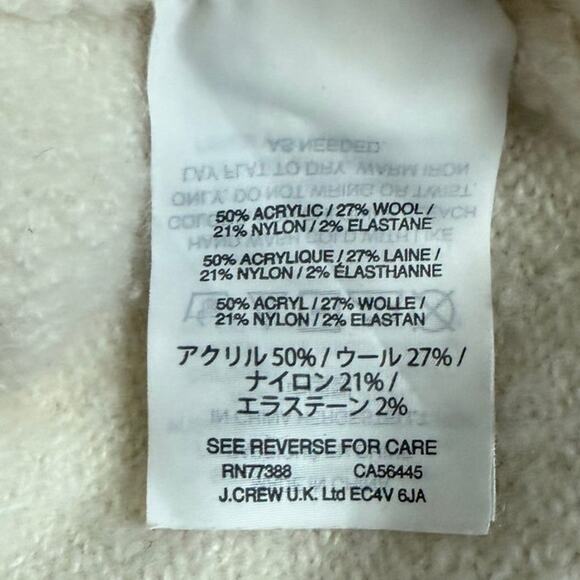 50% ACRYLIC / 27% WOOL /
21% NYLON / 2% ELASTANE
50% ACRYLIQUE / 27% LAINE /
21% NYLON / 2% ÉLASTHANNE
50% ACRYL / 27% WOLLE /
21% NYLON / 2% ELASTAN
アクリル 50% / ウール 27% /
ナイロン 21% /
エラステーン 2%
SEE REVERSE FOR CARE
RN77388 CA56445
J.CREW U.K. Ltd EC4V 6JA